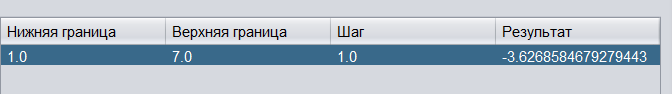 Нижняя граница Верхняя граница Шаг Результат
1.0 7.0 1.0 -3.6268584679279443